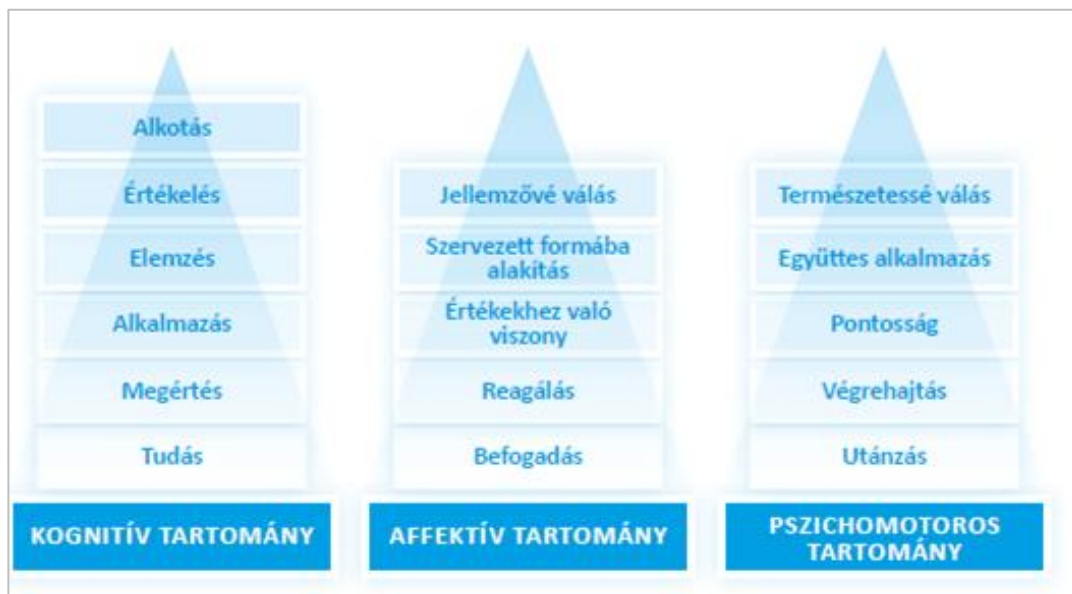 Alkotás
Értékelés
Elemzés
Alkalmazás
Megértés
Tudás
KOGNITÍV TARTOMÁNY
Jellemzővé válás
Szervezett formába
alakítás
Értékekhez való
viszony
Reagálás
Befogadás
AFFEKTÍV TARTOMÁNY
Természetessé válás
Együttes alkalmazás
Pontosság
Végrehajtás
Utánzás
PSZICHOMOTOROS
TARTOMÁNY